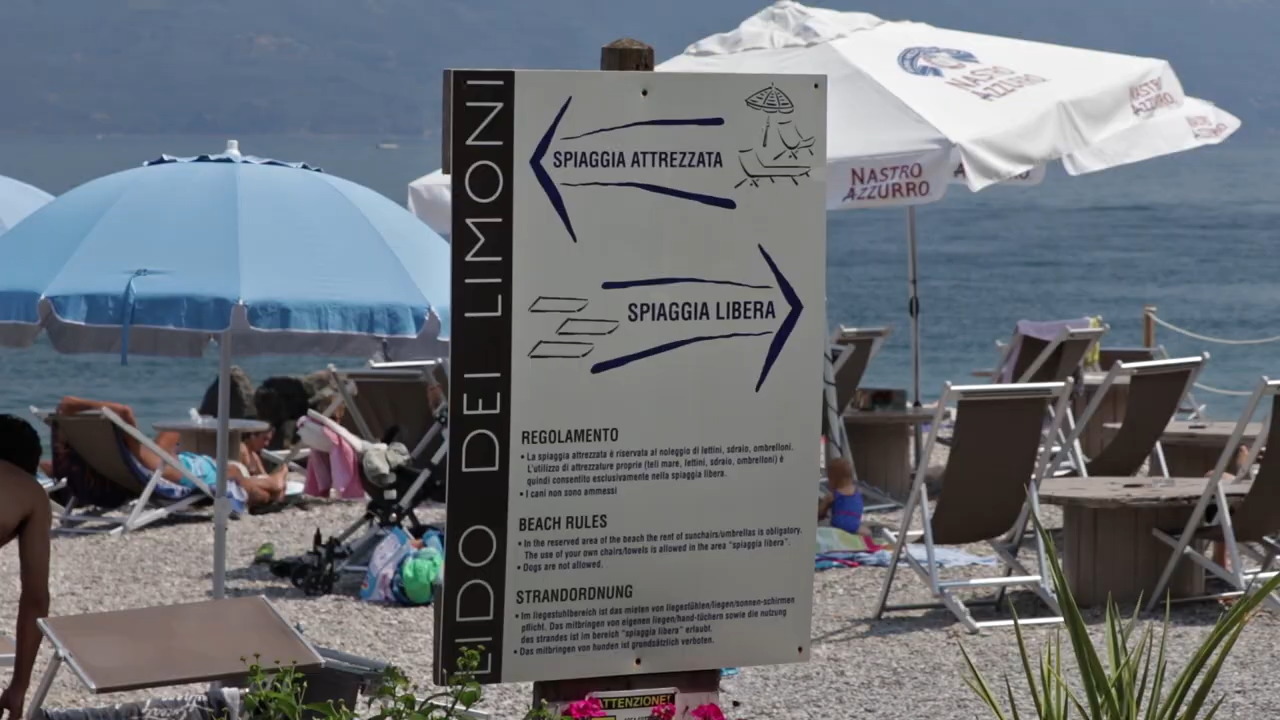 LIDO DEI LIMONI
SPIAGGIA ATTREZZATA
SPIAGGIA LIBERA
REGOLAMENTO
• La spiaggia attrezzata è riservata al noleggio di lettini, sdraio, ombrelloni.
L'utilizzo di attrezzature proprie (teli mare, lettini, sdraio, ombrelloni) è
quindi consentito esclusivamente nella spiaggia libera.
• I cani non sono ammessi
BEACH RULES
• In the reserved area of the beach the rent of sunchairs/umbrellas is obligatory.
The use of your own chairs/towels is allowed in the area "spiaggia libera".
• Dogs are not allowed.
STRANDORDNUNG
• Im liegestuhlbereich ist das mieten von liegestühlen/liegen/sonnen-schirmen
pflicht. Das mitbringen von eigenen liegen/hand-tüchern sowie die nutzung
des strandes ist im bereich "spiaggia libera" erlaubt.
• Das mitbringen von hunden ist grundsätzlich verboten.
ATTENZIONE!
NASTRO
AZZURRO
NASTRO
AZZURRO
NASTRO
AZZURRO
NASTRO
AZZURRO